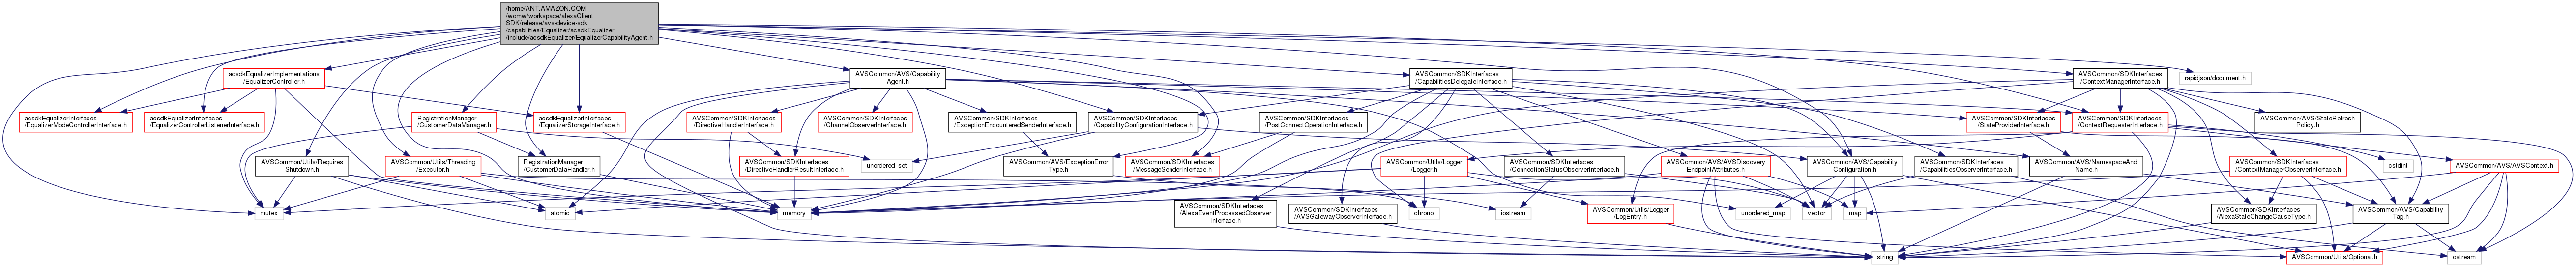 /home/ANT.AMAZON.COM
/womw/workspace/alexaClient
SDK/release/avs-device-sdk
/capabilities/Equalizer/acsdkEqualizer
/include/acsdkEqualizer/EqualizerCapabilityAgent.h
acsdkEqualizerImplementations
/EqualizerController.h
AVSCommon/AVS/Capability
Agent.h
AVSCommon/SDKInterfaces
/CapabilitiesDelegateInterface.h
AVSCommon/SDKInterfaces
/ContextManagerInterface.h
rapidjson/document.h
acsdkEqualizerInterfaces
/EqualizerModeControllerInterface.h
acsdkEqualizerInterfaces
/EqualizerControllerListenerInterface.h
RegistrationManager
/CustomerDataManager.h
acsdkEqualizerInterfaces
/EqualizerStorageInterface.h
AVSCommon/SDKInterfaces
/DirectiveHandlerInterface.h
AVSCommon/SDKInterfaces
/ChannelObserverInterface.h
AVSCommon/SDKInterfaces
/ExceptionEncounteredSenderInterface.h
AVSCommon/SDKInterfaces
/CapabilityConfigurationInterface.h
AVSCommon/SDKInterfaces
/PostConnectOperationInterface.h
AVSCommon/SDKInterfaces
/StateProviderInterface.h
AVSCommon/SDKInterfaces
/ContextRequesterInterface.h
AVSCommon/AVS/StateRefresh
Policy.h
AVSCommon/Utils/Requires
Shutdown.h
AVSCommon/Utils/Threading
/Executor.h
RegistrationManager
/CustomerDataHandler.h
unordered_set
AVSCommon/SDKInterfaces
/DirectiveHandlerResultInterface.h
AVSCommon/AVS/ExceptionError
Type.h
AVSCommon/SDKInterfaces
/MessageSenderInterface.h
AVSCommon/Utils/Logger
/Logger.h
AVSCommon/SDKInterfaces
/ConnectionStatusObserverInterface.h
AVSCommon/AVS/AVSDiscovery
EndpointAttributes.h
AVSCommon/AVS/Capability
Configuration.h
AVSCommon/SDKInterfaces
/CapabilitiesObserverInterface.h
AVSCommon/AVS/NamespaceAnd
Name.h
AVSCommon/SDKInterfaces
/ContextManagerObserverInterface.h
cstdint
AVSCommon/AVS/AVSContext.h
mutex
atomic
memory
AVSCommon/SDKInterfaces
/AlexaEventProcessedObserver
Interface.h
AVSCommon/SDKInterfaces
/AVSGatewayObserverInterface.h
chrono
iostream
AVSCommon/Utils/Logger
/LogEntry.h
unordered_map
vector
map
AVSCommon/SDKInterfaces
/AlexaStateChangeCauseType.h
AVSCommon/AVS/Capability
Tag.h
string
AVSCommon/Utils/Optional.h
ostream